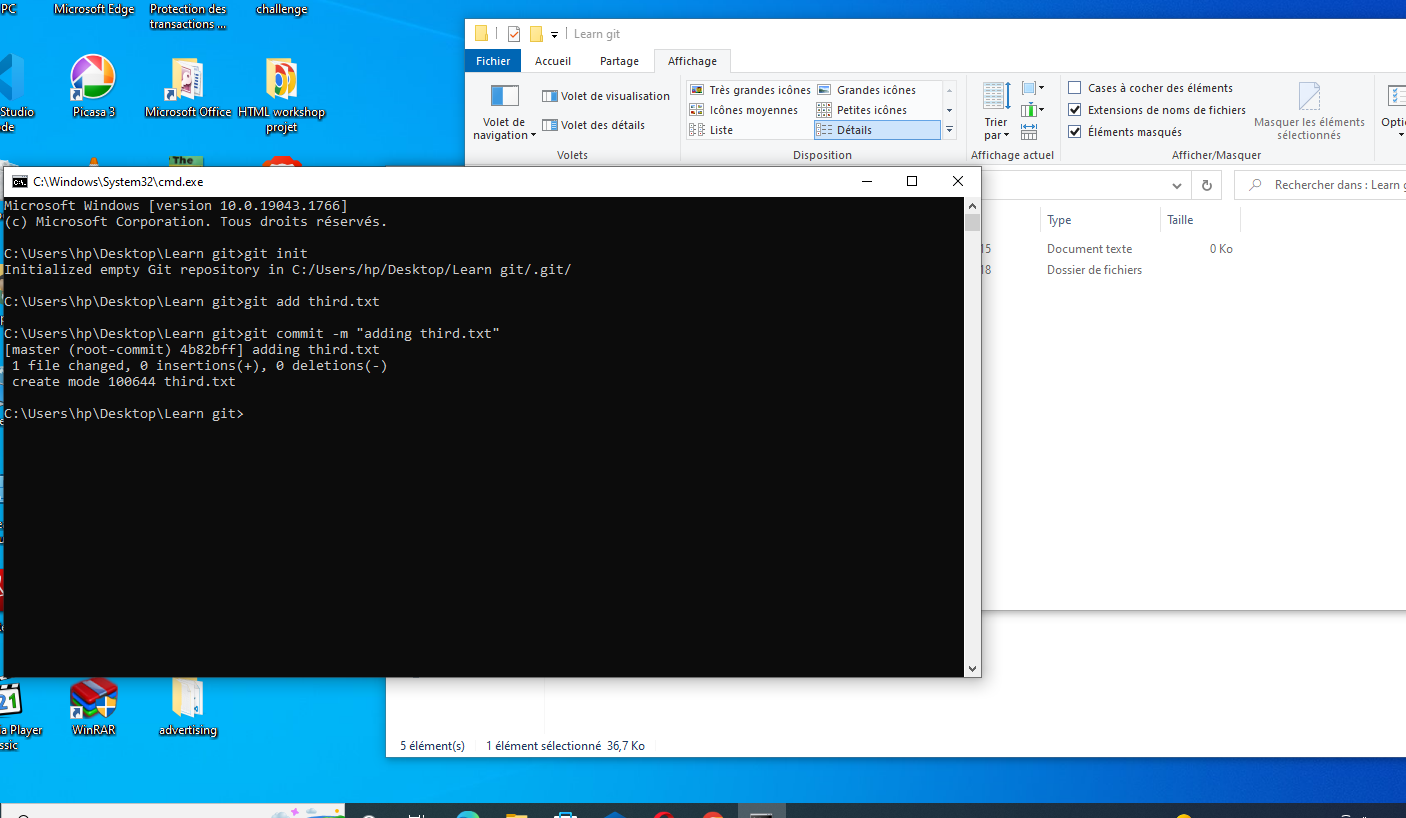 PC
Microsoft Edge
Protection des
transactions ...
challenge
Studio
de
Picasa 3
Microsoft Office
HTML workshop
projet
The
Learn git
Fichier
Accueil
Partage
Affichage
Volet de
navigation
Volet de visualisation
Volet des détails
Volets
Très grandes icônes
Grandes icônes
Icônes moyennes
Petites icônes
Liste
Détails
Disposition
Trier
par
Affichage actuel
Cases à cocher des éléments
Extensions de noms de fichiers
Éléments masqués
Masquer les éléments
sélectionnés
Afficher/Masquer
Opti
Rechercher dans : Learn g
Type
Taille
15
Document texte
0 Ko
18
Dossier de fichiers
C:\Windows\System32\cmd.exe
Microsoft Windows [version 10.0.19043.1766]
(c) Microsoft Corporation. Tous droits réservés.
C:\Users\hp\Desktop\Learn git>git init
Initialized empty Git repository in C:/Users/hp/Desktop/Learn git/.git/
C:\Users\hp\Desktop\Learn git>git add third.txt
C:\Users\hp\Desktop\Learn git>git commit -m "adding third.txt"
[master (root-commit) 4b82bff] adding third.txt
1 file changed, 0 insertions(+), 0 deletions(-)
create mode 100644 third.txt
C:\Users\hp\Desktop\Learn git>
21
a Player
ssic
WinRAR
advertising
5 élément(s)
1 élément sélectionné 36,7 Ko